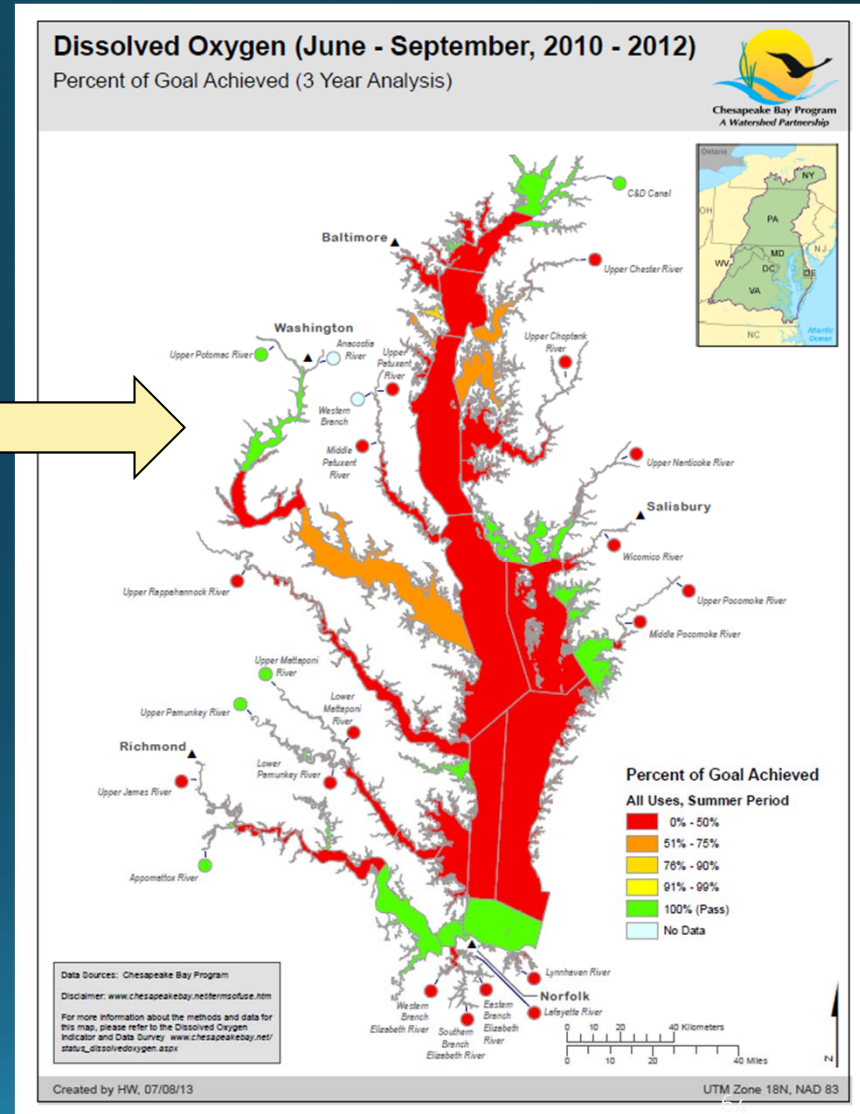 Dissolved Oxygen (June - September, 2010 - 2012)
Percent of Goal Achieved (3 Year Analysis)
Chesapeake Bay Program
A Watershed Partnership
Ontario
NY
OH
PA
NJ
MD
WV
DC
DE
VA
NC
Atlantic
Ocean
C&D Canal
Baltimore
Upper Chester River
Washington
Anacostia
River
Upper Potomac River
Upper
Patuxent
River
Upper Choptank
River
Western
Branch
Middle
Patuxent
River
Upper Nanticoke River
Salisbury
Wicomico River
Upper Rappahannock River
Upper Pocomoke River
Middle Pocomoke River
Upper Mattaponi
River
Upper Pamunkey River
Lower
Mattaponi
River
Richmond
Lower
Pamunkey River
Upper James River
Appomattox River
Percent of Goal Achieved
All Uses, Summer Period
0% - 50%
51% - 75%
76% - 90%
91% - 99%
100% (Pass)
No Data
Lynnhaven River
Norfolk
Lafayette River
Western
Branch
Elizabeth River
Southern
Branch
Elizabeth River
Eastern
Branch
Elizabeth
River
Data Sources: Chesapeake Bay Program
Disclaimer: www.chesapeakebay.net/termsofuse.htm
For more information about the methods and data for
this map, please refer to the Dissolved Oxygen
Indicator and Data Survey www.chesapeakebay.net/
status_dissolvedoxygen.aspx
0 10 20 40 Kilometers
0 10 20 40 Miles
N
Created by HW, 07/08/13
UTM Zone 18N, NAD 83